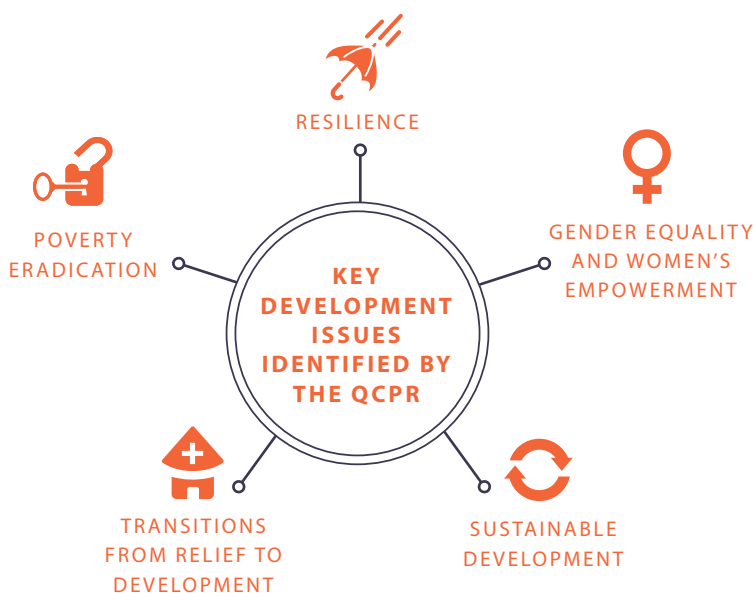 RESILIENCE
POVERTY
ERADICATION
GENDER EQUALITY
AND WOMEN'S
EMPOWERMENT
KEY
DEVELOPMENT
ISSUES
IDENTIFIED BY
THE QCPR
TRANSITIONS
FROM RELIEF TO
DEVELOPMENT
SUSTAINABLE
DEVELOPMENT